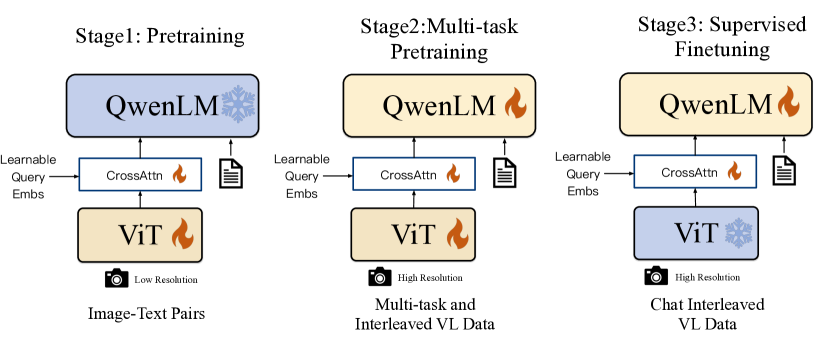 Stage1: Pretraining
QwenLM
Learnable
Query
Embs
CrossAttn
ViT
Low Resolution
Image-Text Pairs
Stage2:Multi-task
Pretraining
QwenLM
Learnable
Query
Embs
CrossAttn
ViT
High Resolution
Multi-task and
Interleaved VL Data
Stage3: Supervised
Finetuning
QwenLM
Learnable
Query
Embs
CrossAttn
ViT
High Resolution
Chat Interleaved
VL Data